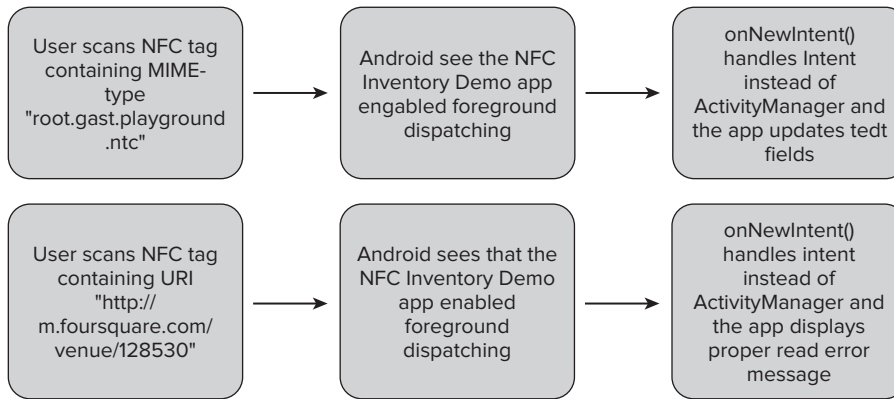 User scans NFC tag
containing MIME-
type
"root.gast.playground
.ntc"
Android see the NFC
Inventory Demo app
engabled foreground
dispatching
onNewIntent()
handles Intent
instead of
ActivityManager and
the app updates tedt
fields
User scans NFC tag
containing URI
"http://
m.foursquare.com/
venue/128530"
Android sees that the
NFC Inventory Demo
app enabled
foreground
dispatching
onNewIntent()
handles intent
instead of
ActivityManager and
the app displays
proper read error
message